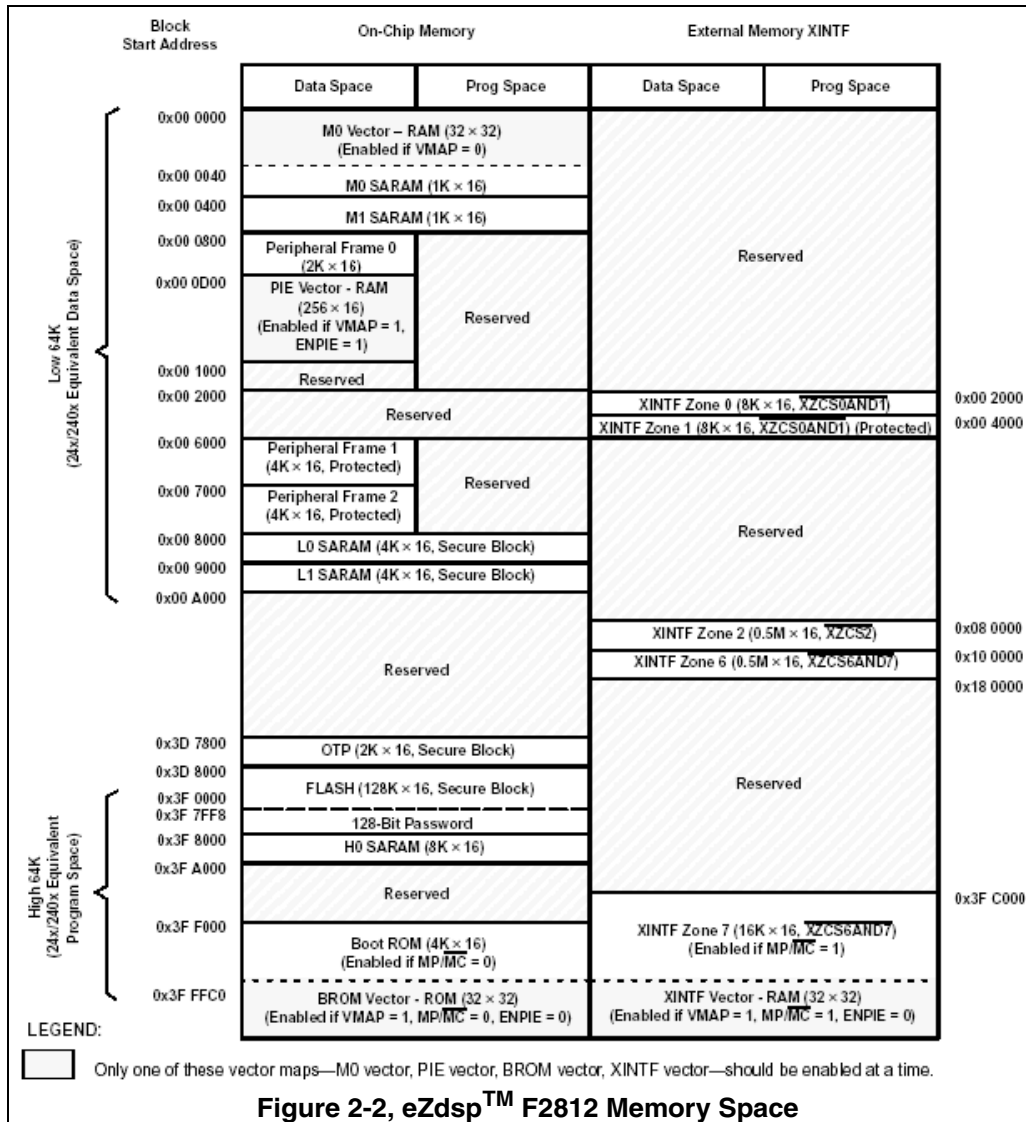 Block
Start Address
On-Chip Memory
External Memory XINTF
Data Space
Prog Space
Data Space
Prog Space
0x00 0000
M0 Vector – RAM (32 × 32)
(Enabled if VMAP = 0)
0x00 0040
M0 SARAM (1K × 16)
0x00 0400
M1 SARAM (1K × 16)
0x00 0800
Peripheral Frame 0
(2K × 16)
0x00 0D00
PIE Vector - RAM
(256 × 16)
(Enabled if VMAP = 1,
ENPIE = 1)
Reserved
Reserved
Low 64K
(24x/240x Equivalent Data Space)
0x00 1000
Reserved
0x00 2000
Reserved
XINTF Zone 0 (8K × 16, XZCS0AND1)
0x00 2000
XINTF Zone 1 (8K × 16, XZCS0AND1) (Protected)
0x00 4000
0x00 6000
Peripheral Frame 1
(4K × 16, Protected)
Reserved
0x00 7000
Peripheral Frame 2
(4K × 16, Protected)
Reserved
0x00 8000
L0 SARAM (4K × 16, Secure Block)
0x00 9000
L1 SARAM (4K × 16, Secure Block)
0x00 A000
Reserved
XINTF Zone 2 (0.5M × 16, XZCS2)
0x08 0000
XINTF Zone 6 (0.5M × 16, XZCS6AND7)
0x10 0000
0x18 0000
0x3D 7800
OTP (2K × 16, Secure Block)
0x3D 8000
FLASH (128K × 16, Secure Block)
Reserved
0x3F 0000
0x3F 7FF8
128-Bit Password
0x3F 8000
H0 SARAM (8K × 16)
0x3F A000
Reserved
0x3F C000
High 64K
(24x/240x Equivalent
Program Space)
0x3F F000
Boot ROM (4K × 16)
(Enabled if MP/MC = 0)
XINTF Zone 7 (16K × 16, XZCS6AND7)
(Enabled if MP/MC = 1)
0x3F FFC0
BROM Vector - ROM (32 × 32)
(Enabled if VMAP = 1, MP/MC = 0, ENPIE = 0)
XINTF Vector - RAM (32 × 32)
(Enabled if VMAP = 1, MP/MC = 1, ENPIE = 0)
LEGEND:
Only one of these vector maps—M0 vector, PIE vector, BROM vector, XINTF vector—should be enabled at a time.
Figure 2-2, eZdsp™ F2812 Memory Space